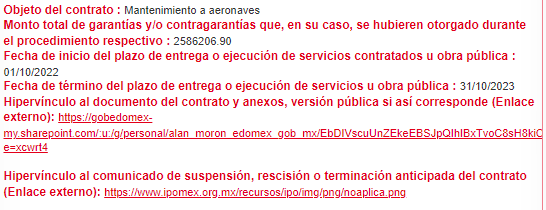 Objeto del contrato : Mantenimiento a aeronaves
Monto total de garantías y/o contragarantías que, en su caso, se hubieren otorgado durante
el procedimiento respectivo : 2586206.90
Fecha de inicio del plazo de entrega o ejecución de servicios contratados u obra pública :
01/10/2022
Fecha de término del plazo de entrega o ejecución de servicios u obra pública : 31/10/2023
Hipervínculo al documento del contrato y anexos, versión pública si así corresponde (Enlace
externo): https://gobedomex-
my.sharepoint.com/:u:/g/personal/alan_moron_edomex_gob_mx/EbDIVscuUnZEkeEBSJpQIhIBxTvoC8sH8kiC
e=xcwrt4
Hipervínculo al comunicado de suspensión, rescisión o terminación anticipada del contrato
(Enlace externo): https://www.ipomex.org.mx/recursos/ipo/img/png/noaplica.png